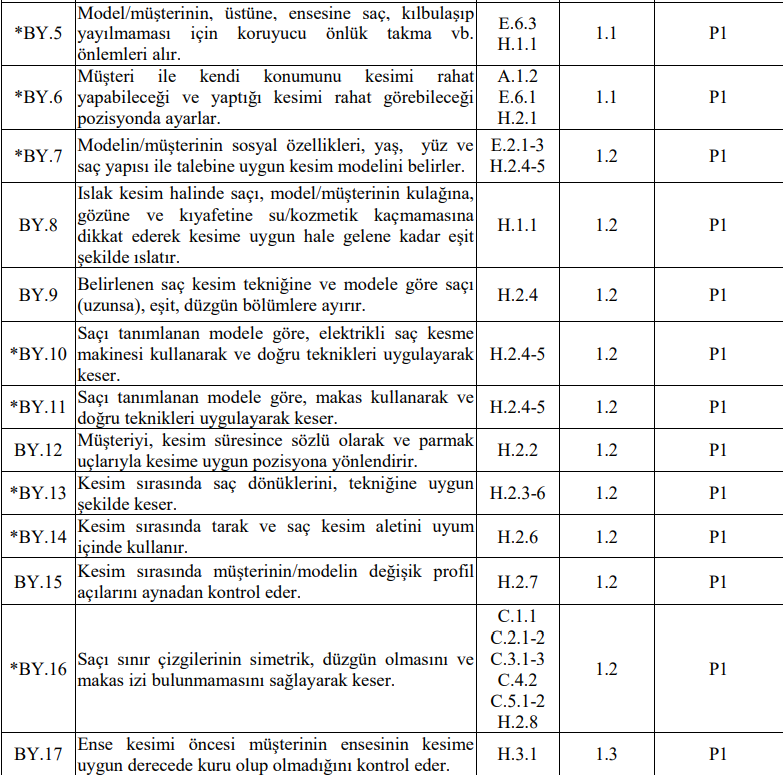 *BY.5
Model/müşterinin, üstüne, ensesine saç, kılbulaşıp
yayılmaması için koruyucu önlük takma vb.
önlemleri alır.
E.6.3
H.1.1
1.1
P1
*BY.6
Müşteri ile kendi konumunu kesimi rahat
yapabileceği ve yaptığı kesimi rahat görebileceği
pozisyonda ayarlar.
A.1.2
E.6.1
H.2.1
1.1
P1
*BY.7
Modelin/müşterinin sosyal özellikleri, yaş, yüz ve
saç yapısı ile talebine uygun kesim modelini belirler.
E.2.1-3
H.2.4-5
1.2
P1
BY.8
Islak kesim halinde saçı, model/müşterinin kulağına,
gözüne ve kıyafetine su/kozmetik kaçmamasına
dikkat ederek kesime uygun hale gelene kadar eşit
şekilde ıslatır.
H.1.1
1.2
P1
BY.9
Belirlenen saç kesim tekniğine ve modele göre saçı
(uzunsa), eşit, düzgün bölümlere ayırır.
H.2.4
1.2
P1
*BY.10
Saçı tanımlanan modele göre, elektrikli saç kesme
makinesi kullanarak ve doğru teknikleri uygulayarak
keser.
H.2.4-5
1.2
P1
*BY.11
Saçı tanımlanan modele göre, makas kullanarak ve
doğru teknikleri uygulayarak keser.
H.2.4-5
1.2
P1
BY.12
Müşteriyi, kesim süresince sözlü olarak ve parmak
uçlarıyla kesime uygun pozisyona yönlendirir.
H.2.2
1.2
P1
*BY.13
Kesim sırasında saç dönüklerini, tekniğine uygun
şekilde keser.
H.2.3-6
1.2
P1
*BY.14
Kesim sırasında tarak ve saç kesim aletini uyum
içinde kullanır.
H.2.6
1.2
P1
BY.15
Kesim sırasında müşterinin/modelin değişik profil
açılarını aynadan kontrol eder.
H.2.7
1.2
P1
*BY.16
Saçı sınır çizgilerinin simetrik, düzgün olmasını ve
makas izi bulunmamasını sağlayarak keser.
C.1.1
C.2.1-2
C.3.1-3
C.4.2
C.5.1-2
H.2.8
1.2
P1
BY.17
Ense kesimi öncesi müşterinin ensesinin kesime
uygun derecede kuru olup olmadığını kontrol eder.
H.3.1
1.3
P1